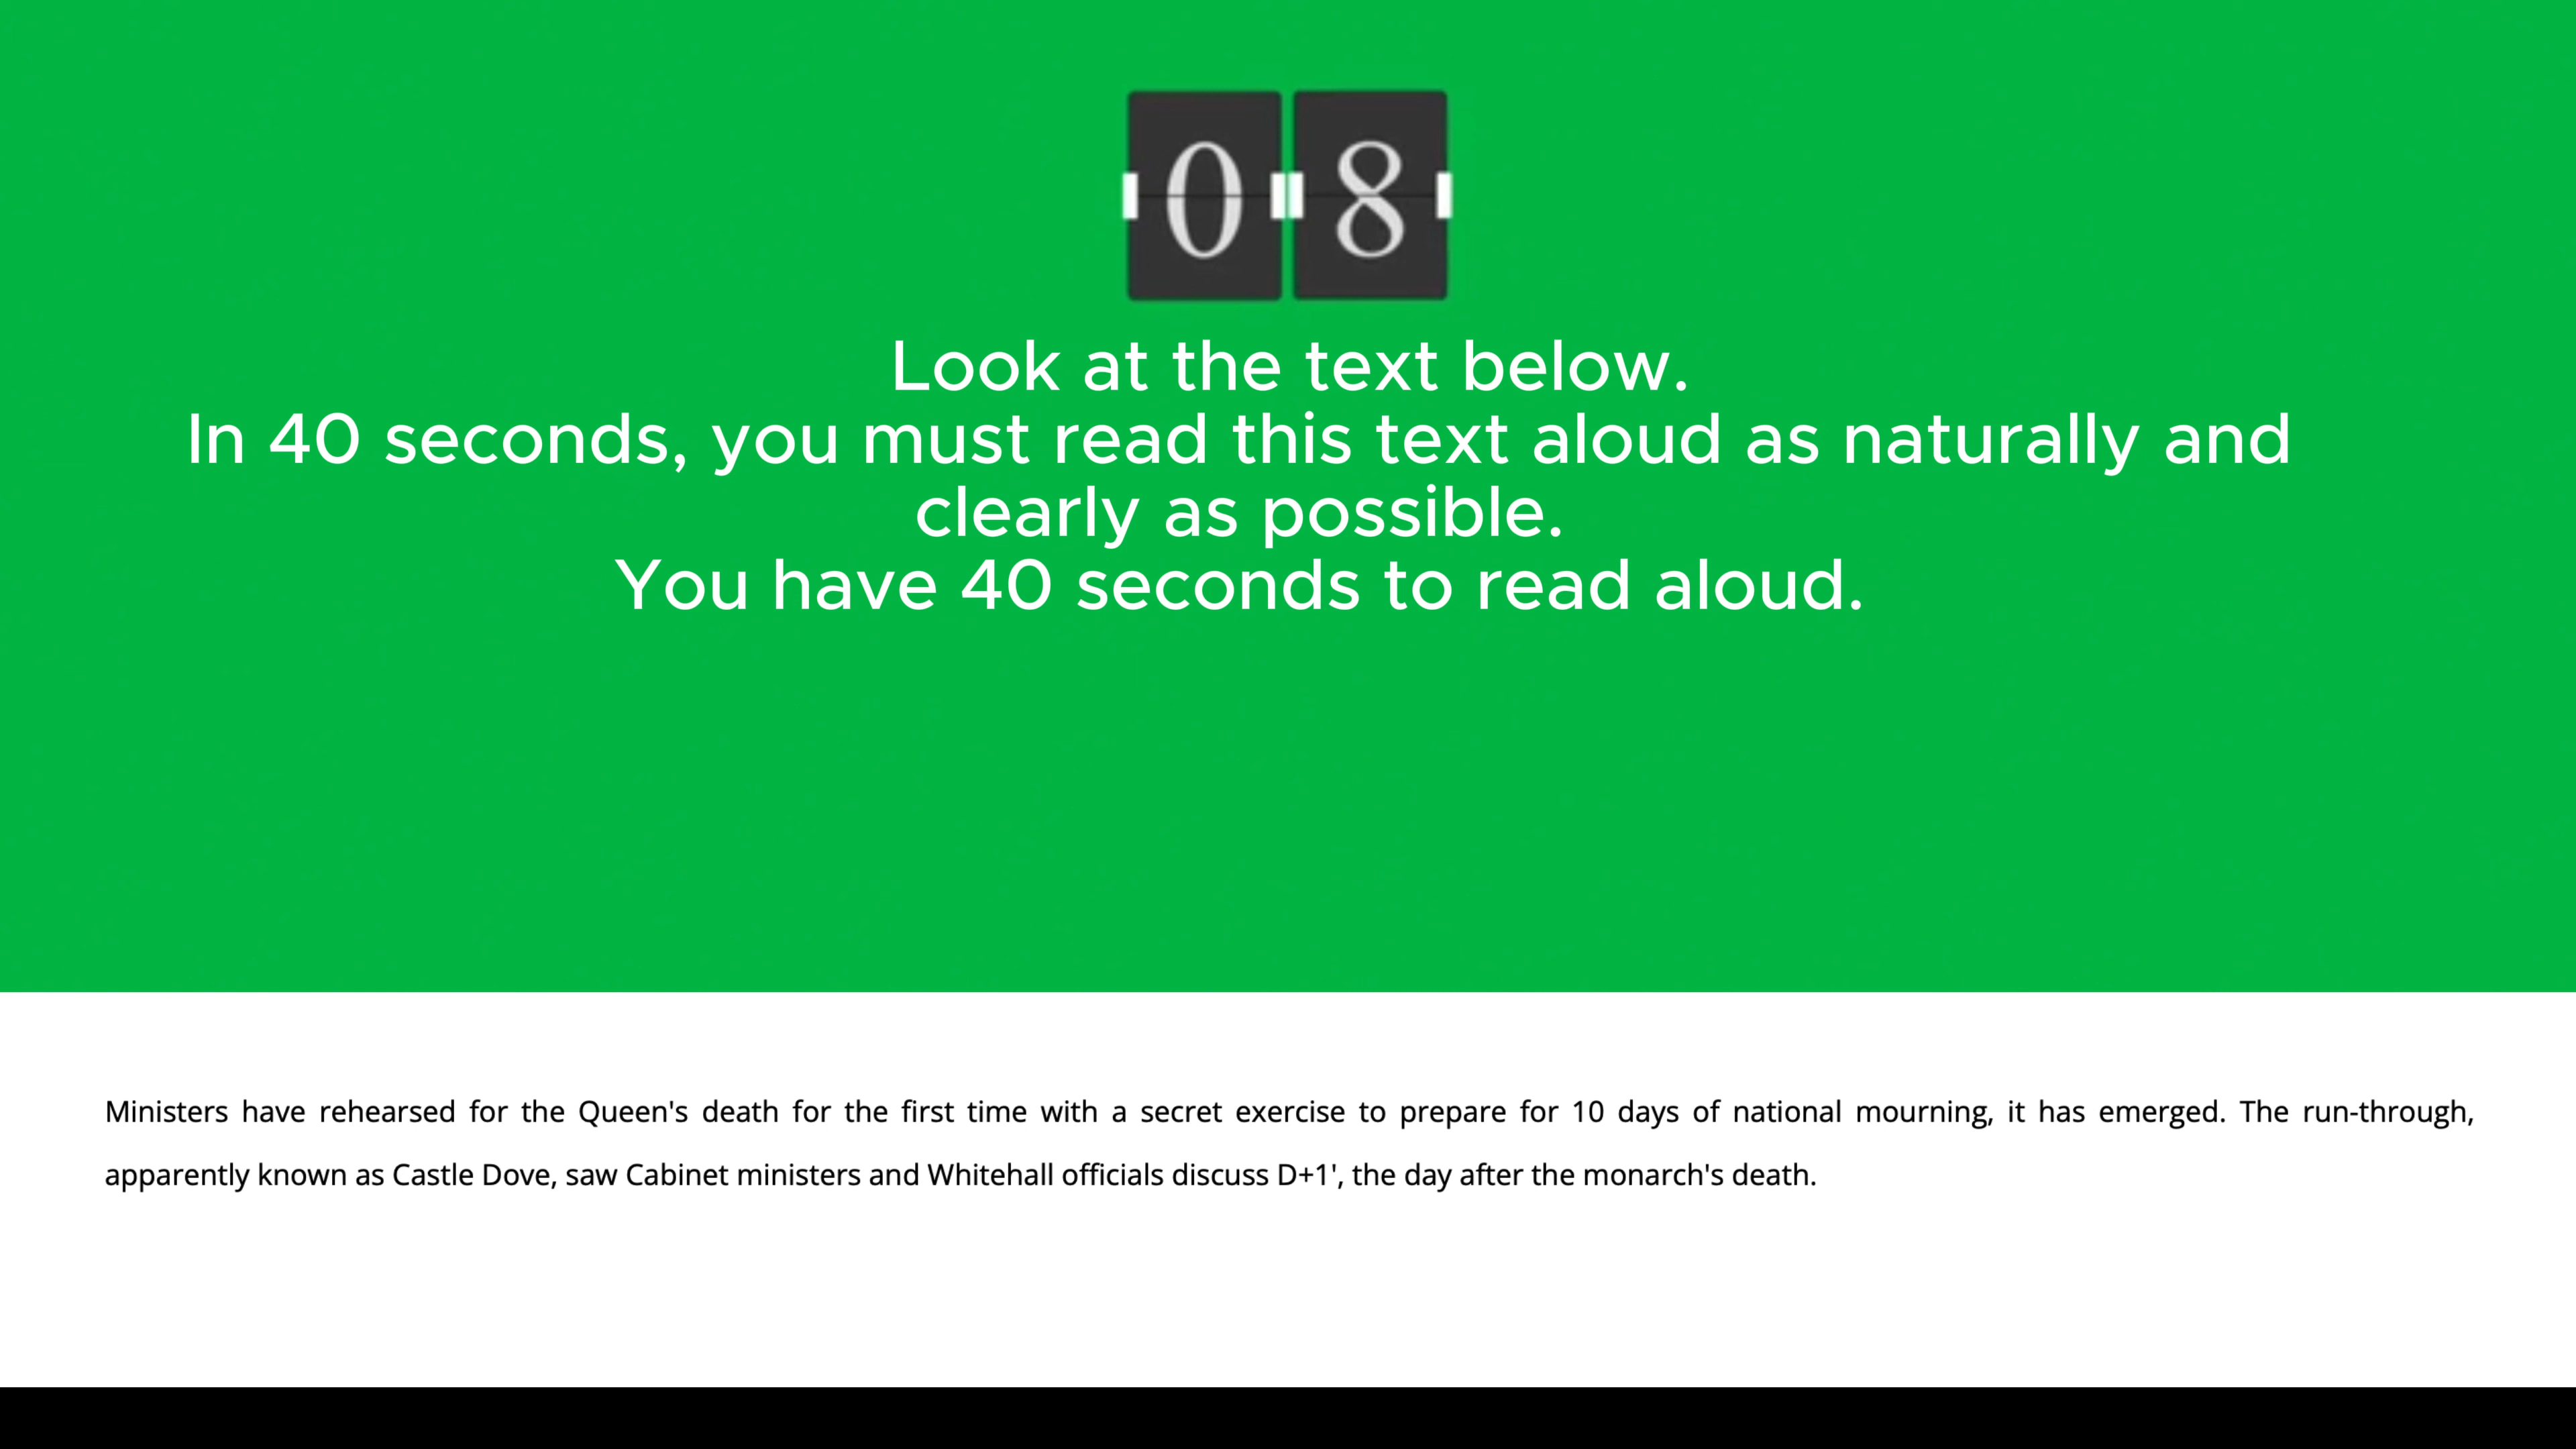 08
Look at the text below.
In 40 seconds, you must read this text aloud as naturally and
clearly as possible.
You have 40 seconds to read aloud.
Ministers have rehearsed for the Queen's death for the first time with a secret exercise to prepare for 10 days of national mourning, it has emerged. The run-through,
apparently known as Castle Dove, saw Cabinet ministers and Whitehall officials discuss D+1', the day after the monarch's death.